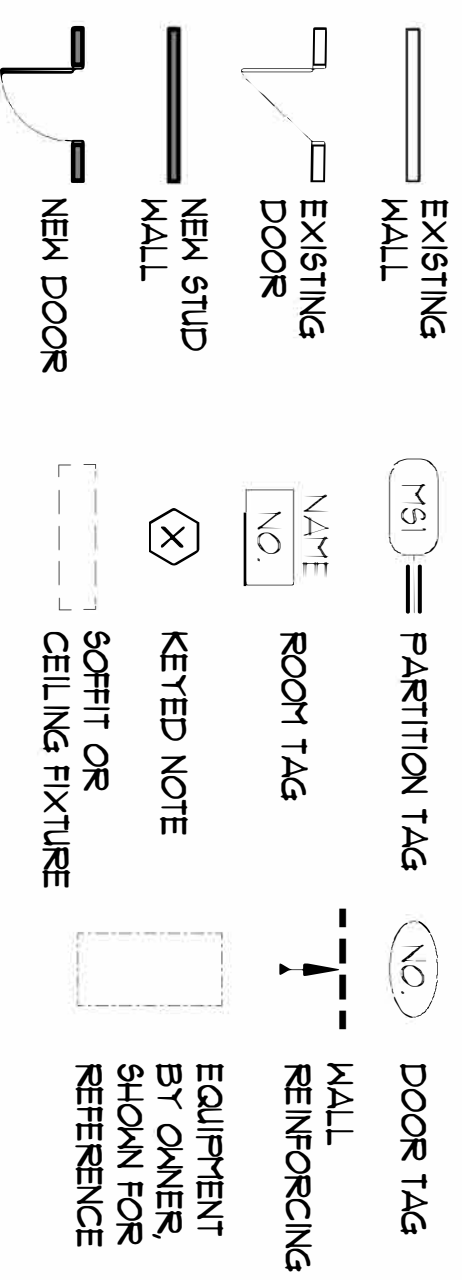 EXISTING
WALL
EXISTING
DOOR
NEW STUD
WALL
NEW DOOR
MS1
PARTITION TAG
NAME
NO.
ROOM TAG
X
KEYED NOTE
SOFFIT OR
CEILING FIXTURE
NO.
DOOR TAG
WALL
REINFORCING
EQUIPMENT
BY OWNER,
SHOWN FOR
REFERENCE